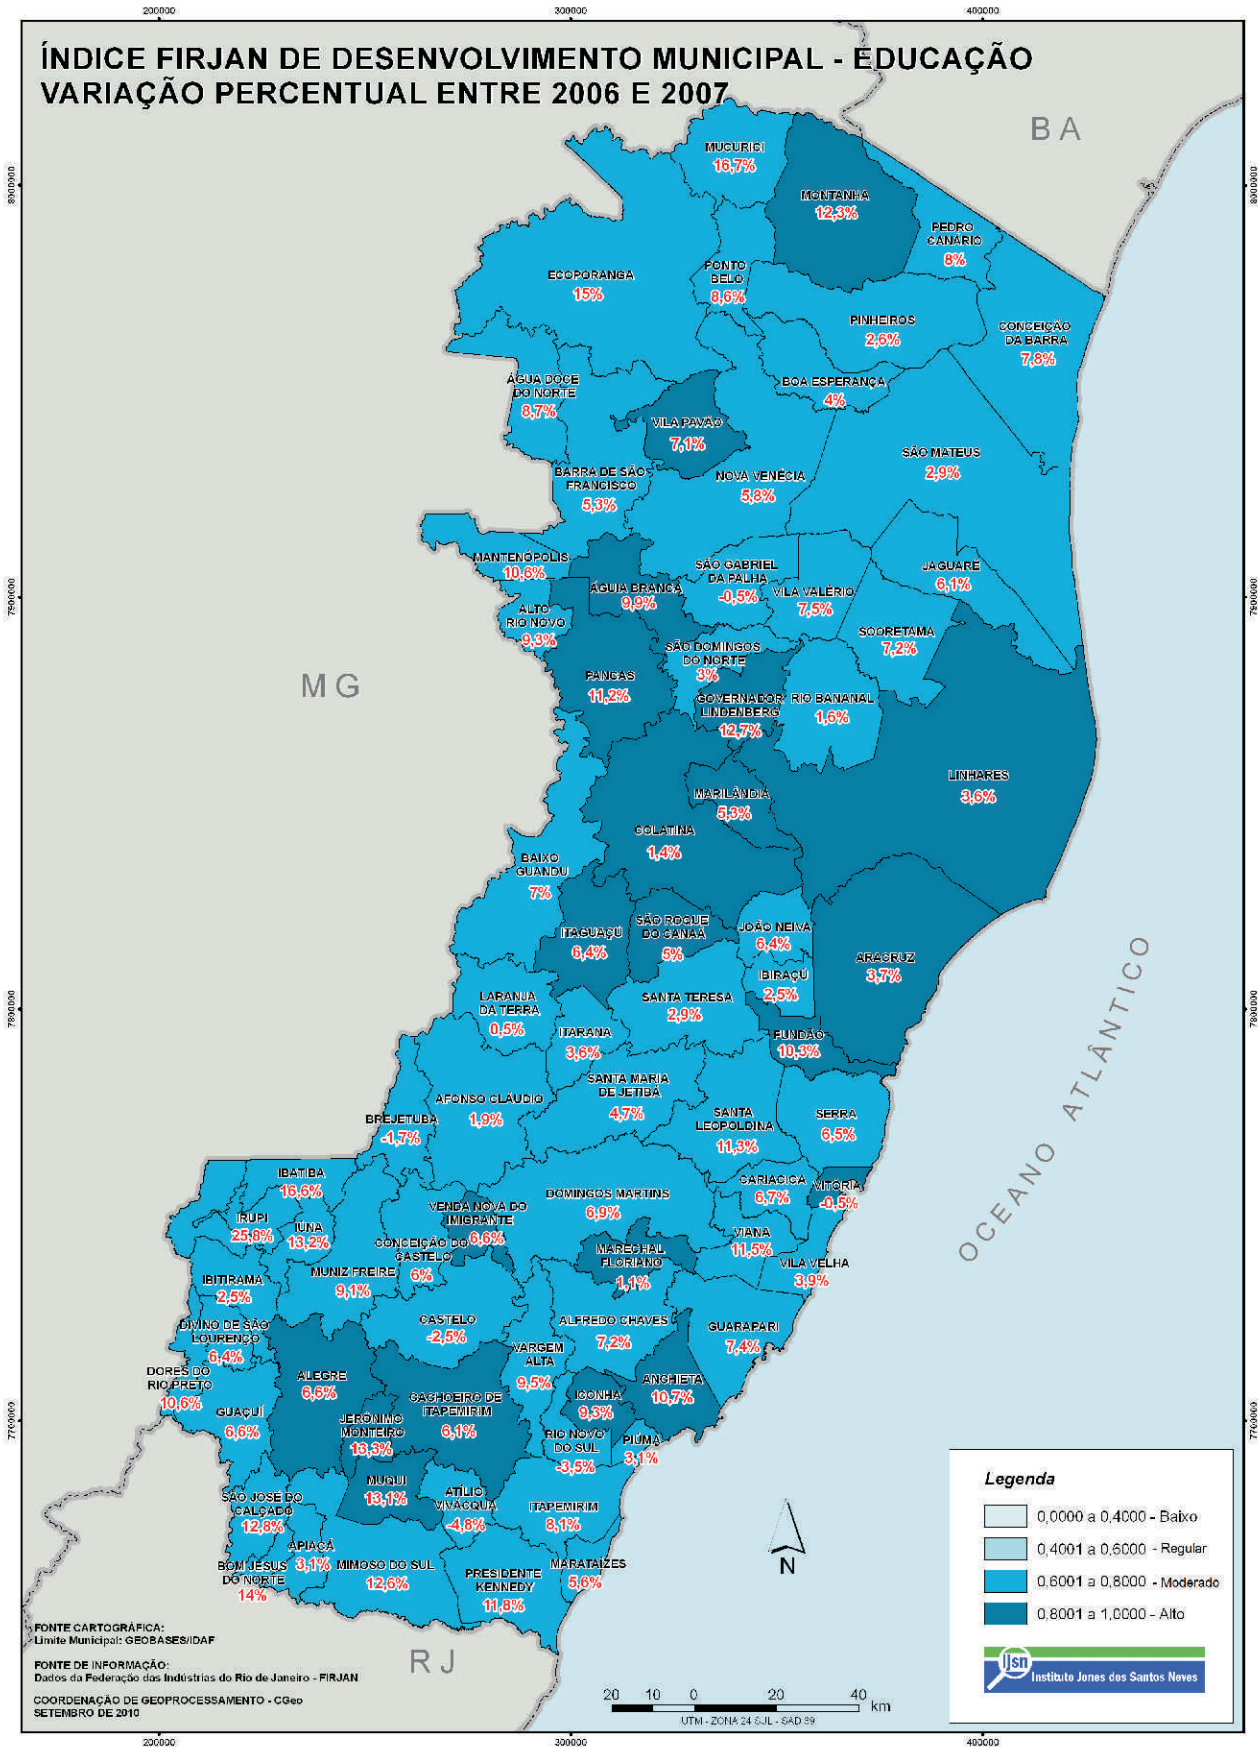 200000
300000
400000
ÍNDICE FIRJAN DE DESENVOLVIMENTO MUNICIPAL - EDUCAÇÃO
VARIAÇÃO PERCENTUAL ENTRE 2006 E 2007
BA
MUCURICI
16,7%
MONTANHA
12,3%
8000000
8000000
PEDRO
CANÁRIO
8%
ECOPORANGA
15%
PONTO
BELO
8,6%
PINHEIROS
2,6%
CONCEIÇÃO
DA BARRA
7,8%
ÁGUA DOCE
DO NORTE
8,7%
BOA ESPERANÇA
4%
VILA PAVÃO
7,1%
SÃO MATEUS
2,9%
BARRA DE SÃO
FRANCISCO
5,3%
NOVA VENÉCIA
5,8%
MANTENÓPOLIS
10,6%
SÃO GABRIEL
DA PALHA
-0,5%
JAGUARÉ
6,1%
ÁGUIA BRANCA
9,9%
VILA VALÉRIO
7,5%
7900000
7900000
ALTO
RIO NOVO
9,3%
SOORETAMA
7,2%
SÃO DOMINGOS
DO NORTE
3%
MG
PANCAS
11,2%
GOVERNADOR
LINDENBERG
12,7%
RIO BANANAL
1,6%
LINHARES
3,6%
MARILÂNDIA
5,3%
COLATINA
1,4%
BAIXO
GUANDU
7%
ITAGUAÇU
6,4%
SÃO ROQUE
DO CANAÃ
5%
JOÃO NEIVA
6,4%
ARACRUZ
3,7%
IBIRAÇU
2,5%
LARANJA
DA TERRA
0,5%
SANTA TERESA
2,9%
7800000
7800000
ITARANA
3,6%
FUNDÃO
10,3%
OCEANO ATLÂNTICO
SANTA MARIA
DE JETIBÁ
4,7%
AFONSO CLÁUDIO
1,9%
BREJETUBA
-1,7%
SANTA
LEOPOLDINA
11,3%
SERRA
6,5%
IBATIBA
16,6%
DOMINGOS MARTINS
6,9%
CARIACICA
6,7%
VITÓRIA
-0,5%
IRUPI
25,8%
IÚNA
13,2%
VENDA NOVA DO
IMIGRANTE
6,6%
VIANA
11,5%
CONCEIÇÃO DO
CASTELO
6%
MARECHAL
FLORIANO
1,1%
VILA VELHA
3,9%
IBITIRAMA
2,5%
MUNIZ FREIRE
9,1%
CASTELO
-2,5%
ALFREDO CHAVES
7,2%
GUARAPARI
7,4%
DIVINO DE SÃO
LOURENÇO
6,4%
VARGEM
ALTA
9,5%
DORES DO
RIO PRETO
10,6%
ALEGRE
6,6%
ANCHIETA
10,7%
CACHOEIRO DE
ITAPEMIRIM
6,1%
ICONHA
9,3%
GUAÇUÍ
6,6%
JERÔNIMO
MONTEIRO
13,3%
7700000
7700000
RIO NOVO
DO SUL
-3,5%
PIÚMA
3,1%
MUQUI
13,1%
ATÍLIO
VIVÁCQUA
-4,8%
SÃO JOSÉ DO
CALÇADO
12,8%
ITAPEMIRIM
8,1%
APIACÁ
3,1%
BOM JESUS
DO NORTE
14%
MIMOSO DO SUL
12,6%
PRESIDENTE
KENNEDY
11,8%
MARATAÍZES
5,6%
N
Legenda
0,0000 a 0,4000 - Baixo
0,4001 a 0,6000 - Regular
0,6001 a 0,8000 - Moderado
0,8001 a 1,0000 - Alto
ijsn
Instituto Jones dos Santos Neves
FONTE CARTOGRÁFICA:
Limite Municipal: GEOBASES/IDAF
FONTE DE INFORMAÇÃO:
Dados da Federação das Indústrias do Rio de Janeiro - FIRJAN
COORDENAÇÃO DE GEOPROCESSAMENTO - CGeo
SETEMBRO DE 2010
RJ
20 10 0 20 40 km
UTM - ZONA 24 SUL - SAD 69
200000
300000
400000